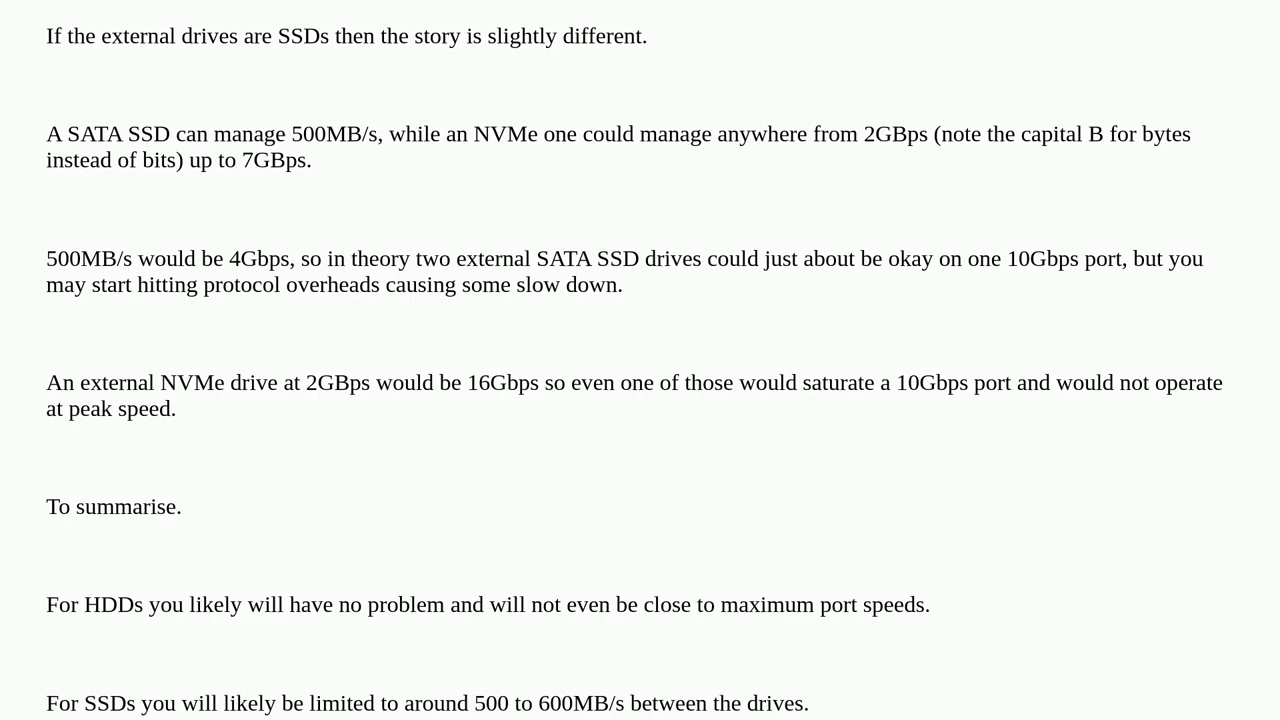 If the external drives are SSDs then the story is slightly different.
A SATA SSD can manage 500MB/s, while an NVMe one could manage anywhere from 2GBps (note the capital B for bytes
instead of bits) up to 7GBps.
500MB/s would be 4Gbps, so in theory two external SATA SSD drives could just about be okay on one 10Gbps port, but you
may start hitting protocol overheads causing some slow down.
An external NVMe drive at 2GBps would be 16Gbps so even one of those would saturate a 10Gbps port and would not operate
at peak speed.
To summarise.
For HDDs you likely will have no problem and will not even be close to maximum port speeds.
For SSDs you will likely be limited to around 500 to 600MB/s between the drives.